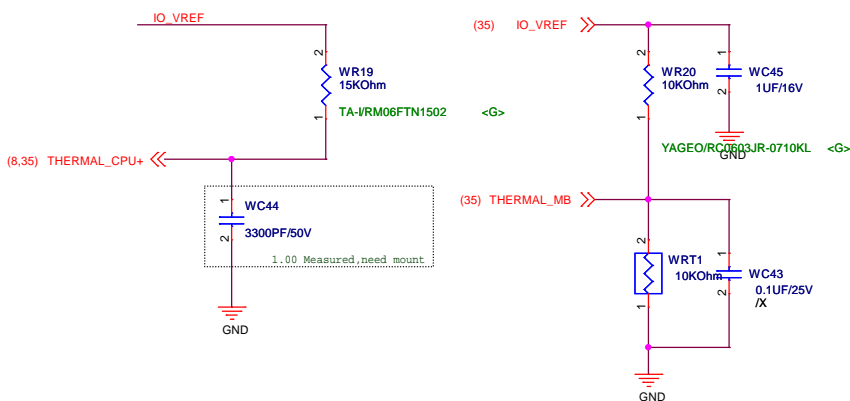 IO_VREF
2
WR19
15KOhm
1
TA-I/RM06FTN1502 <G>
(8,35) THERMAL_CPU+
1
WC44
2
3300PF/50V
1.00 Measured,need mount
GND
(35) IO_VREF
2
WR20
10KOhm
1
1
WC45
1UF/16V
2
GND
YAGEO/RC0603JR-0710KL <G>
(35) THERMAL_MB
2
WRT1
10KOhm
1
1
WC43
2
0.1UF/25V
/X
GND